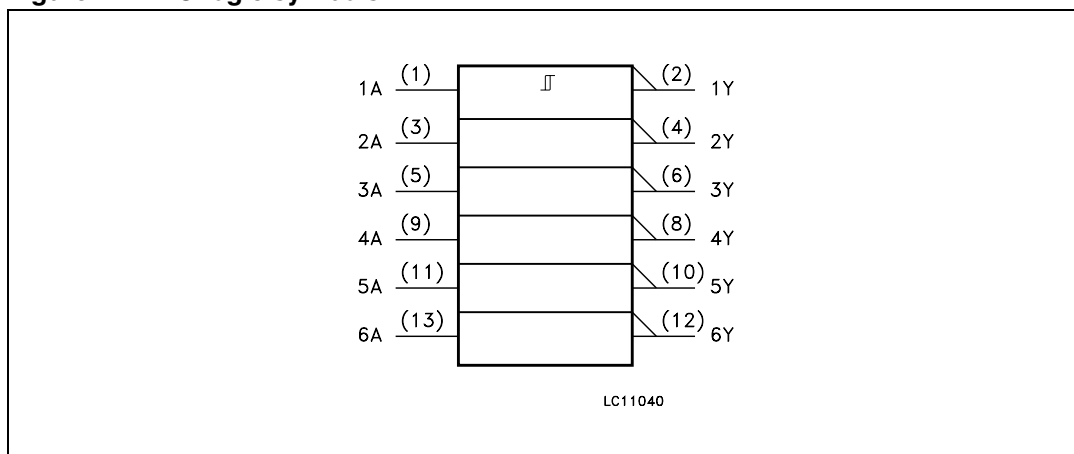 1A (1) (2) 1Y
2A (3) (4) 2Y
3A (5) (6) 3Y
4A (9) (8) 4Y
5A (11) (10) 5Y
6A (13) (12) 6Y
LC11040